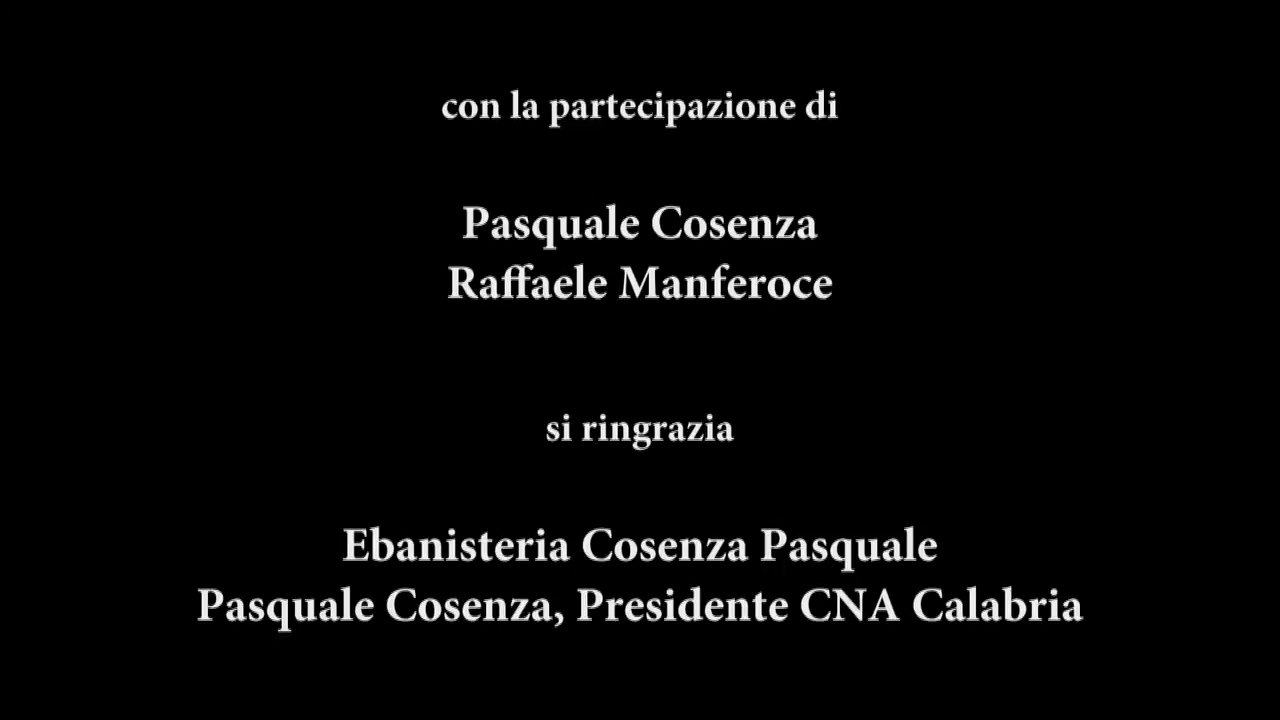 con la partecipazione di
Pasquale Cosenza
Raffaele Manferoce
si ringrazia
Ebanisteria Cosenza Pasquale
Pasquale Cosenza, Presidente CNA Calabria